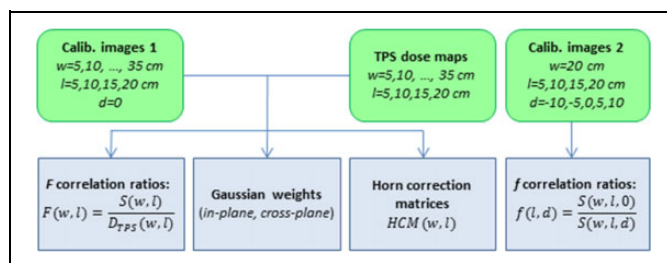 Calib. images 1
w=5,10, ..., 35 cm
l=5,10,15,20 cm
d=0
TPS dose maps
w=5,10, ..., 35 cm
l=5,10,15,20 cm
Calib. images 2
w=20 cm
l=5,10,15,20 cm
d=-10,-5,0,5,10
F correlation ratios:
F(w, l) = S(w, l) / D_TPS(w, l)
Gaussian weights
(in-plane, cross-plane)
Horn correction
matrices
HCM (w, l)
f correlation ratios:
f(l, d) = S(w, l, 0) / S(w, l, d)